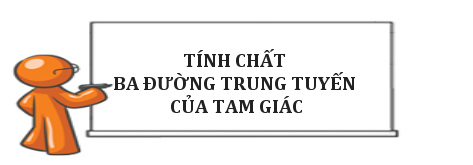 TÍNH CHẤT
BA ĐƯỜNG TRUNG TUYẾN
CỦA TAM GIÁC